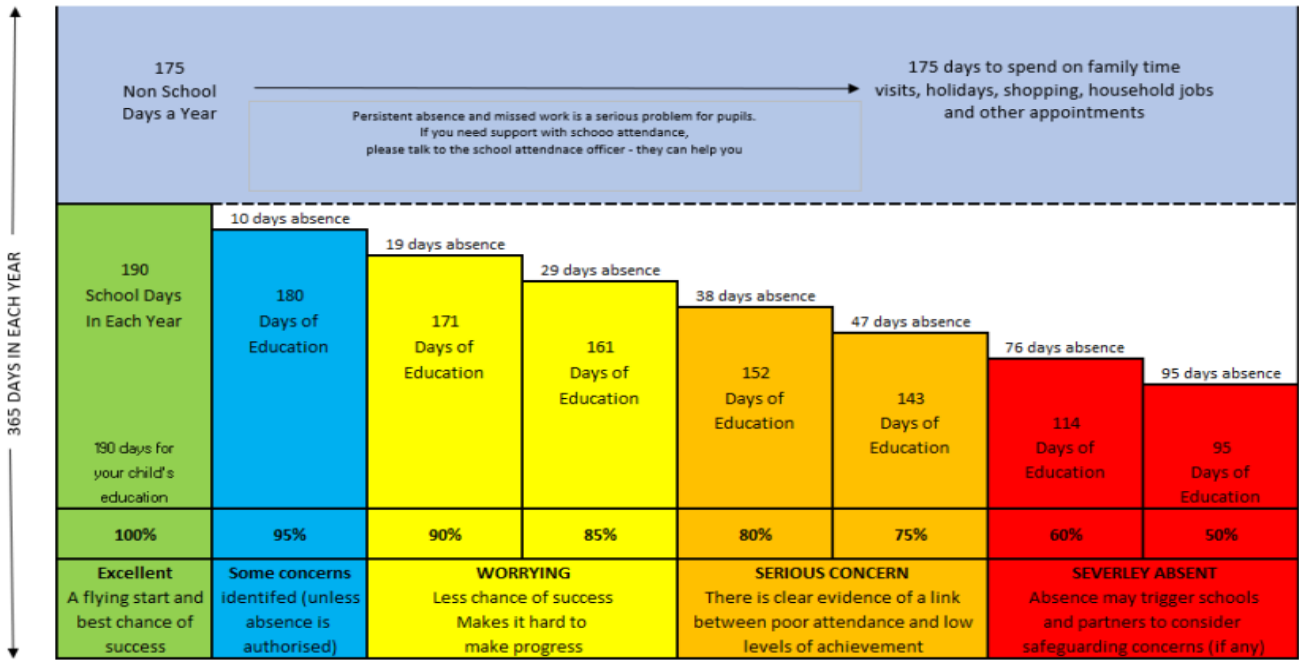 365 DAYS IN EACH YEAR
175
Non School
Days a Year
175 days to spend on family time
visits, holidays, shopping, household jobs
and other appointments
Persistent absence and missed work is a serious problem for pupils.
If you need support with schooo attendance,
please talk to the school attendnace officer - they can help you
190
School Days
In Each Year
190 days for
your child's
education
100%
Excellent
A flying start and
best chance of
success
10 days absence
180
Days of
Education
95%
Some concerns
identifed (unless
absence is
authorised)
19 days absence
171
Days of
Education
90%
29 days absence
161
Days of
Education
85%
WORRYING
Less chance of success
Makes it hard to
make progress
38 days absence
152
Days of
Education
80%
47 days absence
143
Days of
Education
75%
SERIOUS CONCERN
There is clear evidence of a link
between poor attendance and low
levels of achievement
76 days absence
114
Days of
Education
60%
95 days absence
95
Days of
Education
50%
SEVERLEY ABSENT
Absence may trigger schools
and partners to consider
safeguarding concerns (if any)